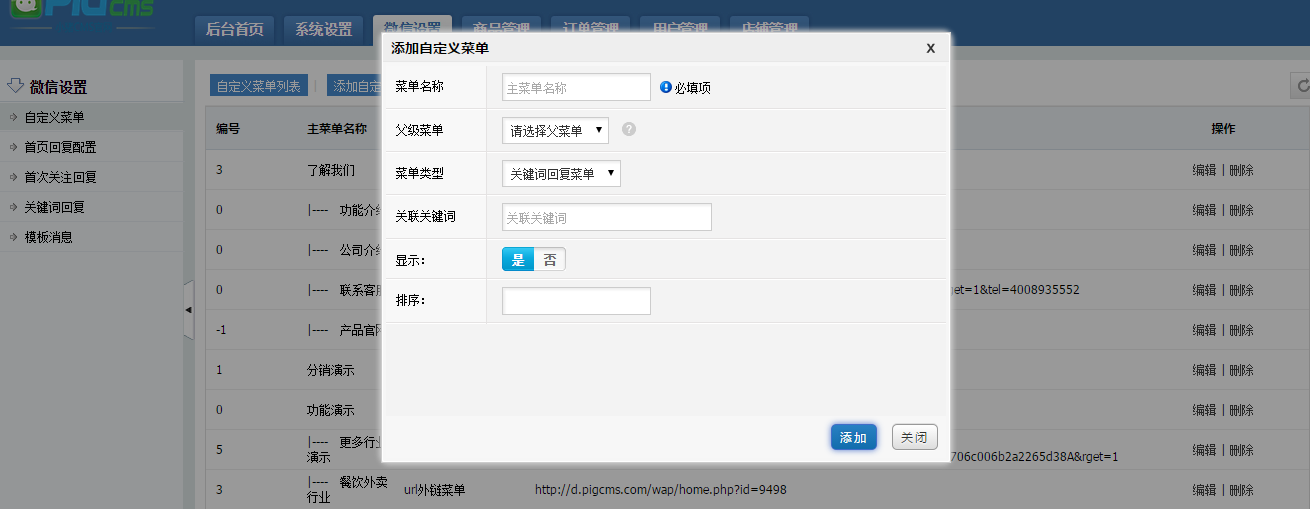 PigCms
后台首页 系统设置 微信设置 商品管理 订单管理 用户管理 店铺管理
添加自定义菜单 X
微信设置
自定义菜单
首页回复配置
首次关注回复
关键词回复
模板消息
自定义菜单列表 | 添加自定
编号 主菜单名称 操作
3 了解我们 编辑 | 删除
0 |---- 功能介绍 编辑 | 删除
0 |---- 公司介绍 编辑 | 删除
0 |---- 联系客服 get=1&tel=4008935552 编辑 | 删除
-1 |---- 产品官网 编辑 | 删除
1 分销演示 编辑 | 删除
0 功能演示 编辑 | 删除
5 |---- 更多行业
演示 706c006b2a2265d38A&rget=1 编辑 | 删除
3 |---- 餐饮外卖
行业 url外链菜单 http://d.pigcms.com/wap/home.php?id=9498 编辑 | 删除
菜单名称 主菜单名称 必填项
父级菜单 请选择父菜单 ?
菜单类型 关键词回复菜单
关联关键词 关联关键词
显示： 是 否
排序：
添加 关闭